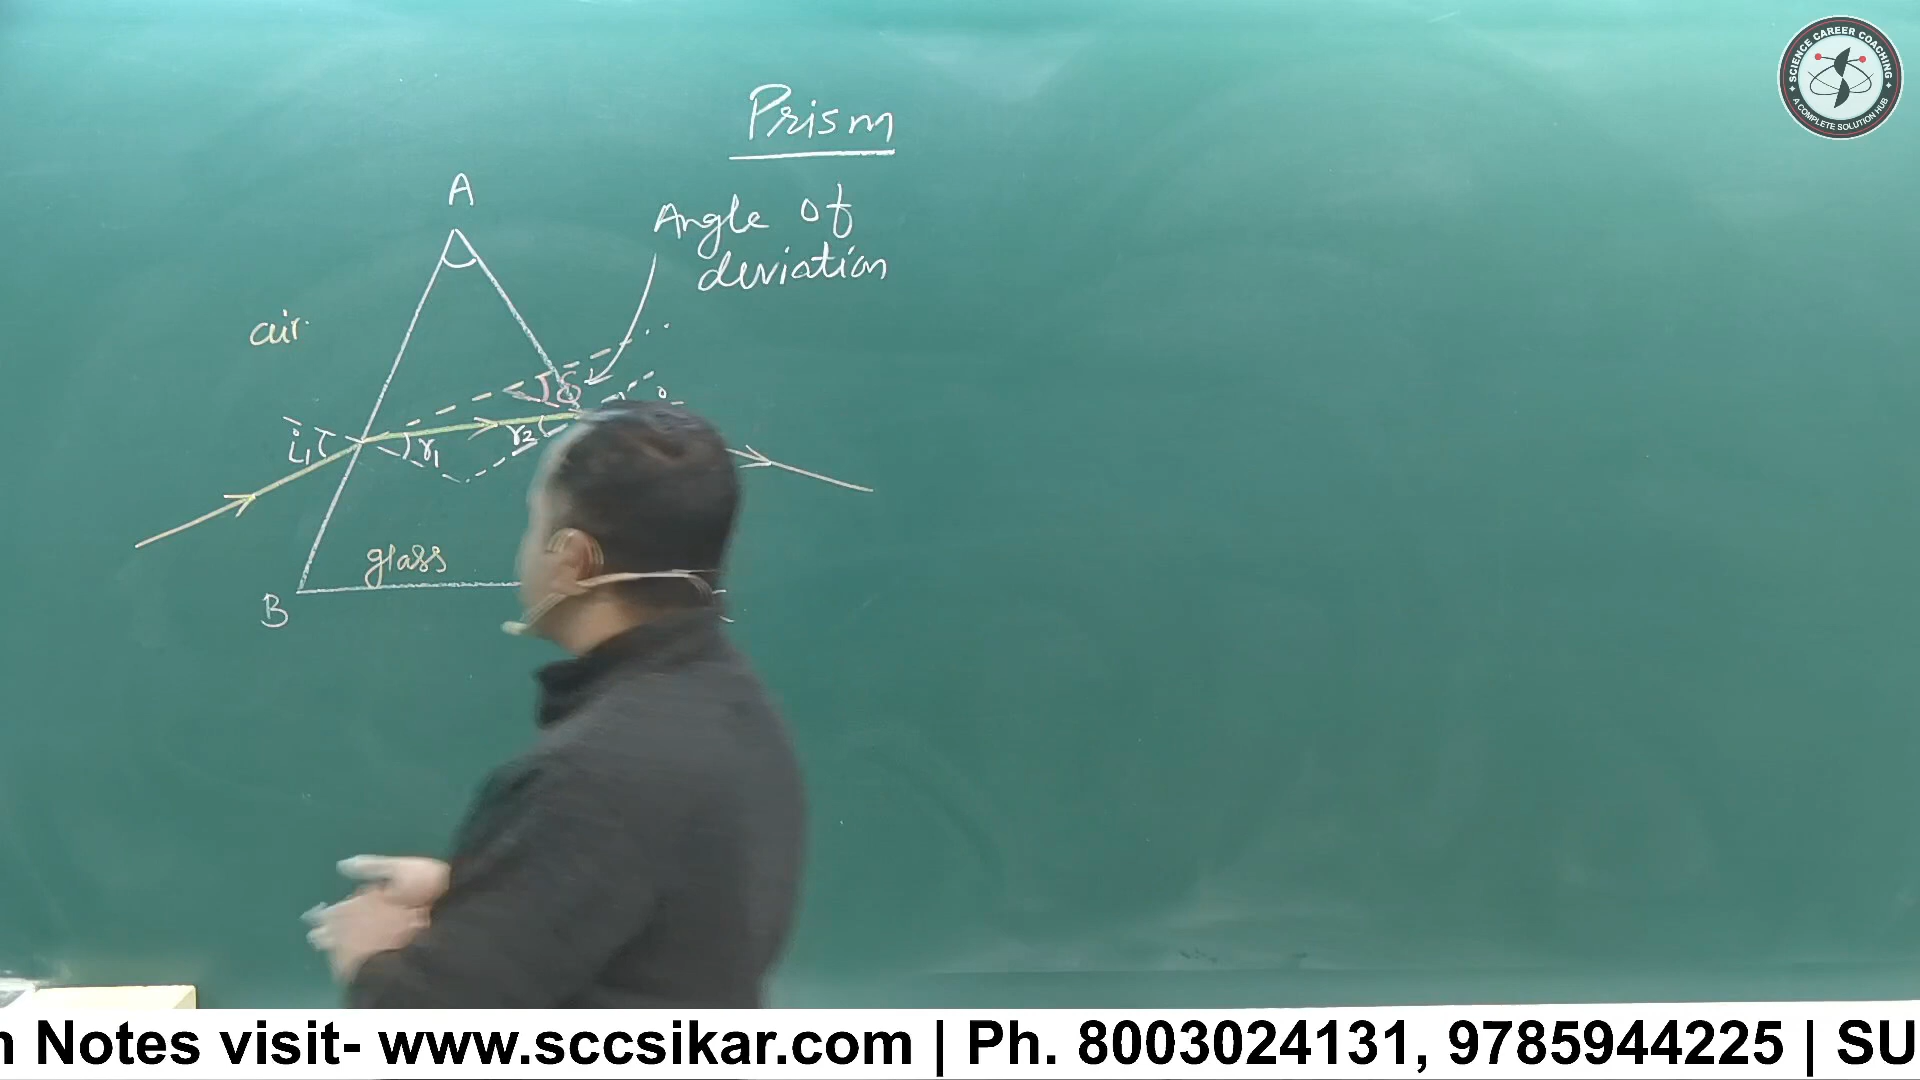 Prism
A
Angle of
deviation
air
δ
i₁
r₁
r₂
glass
B
SCIENCE CAREER COACHING
A COMPLETE SOLUTION HUB
Notes visit- www.sccsikar.com | Ph. 8003024131, 9785944225 | SU